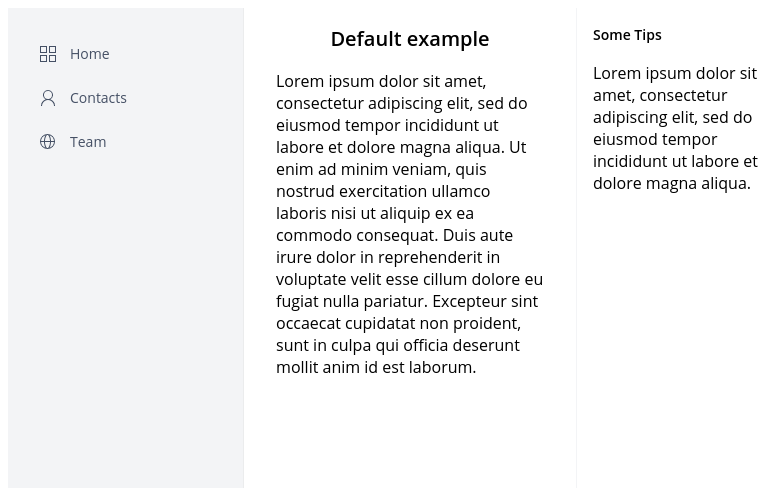 Home
Contacts
Team
Default example
Lorem ipsum dolor sit amet,
consectetur adipiscing elit, sed do
eiusmod tempor incididunt ut
labore et dolore magna aliqua. Ut
enim ad minim veniam, quis
nostrud exercitation ullamco
laboris nisi ut aliquip ex ea
commodo consequat. Duis aute
irure dolor in reprehenderit in
voluptate velit esse cillum dolore eu
fugiat nulla pariatur. Excepteur sint
occaecat cupidatat non proident,
sunt in culpa qui officia deserunt
mollit anim id est laborum.
Some Tips
Lorem ipsum dolor sit
amet, consectetur
adipiscing elit, sed do
eiusmod tempor
incididunt ut labore et
dolore magna aliqua.